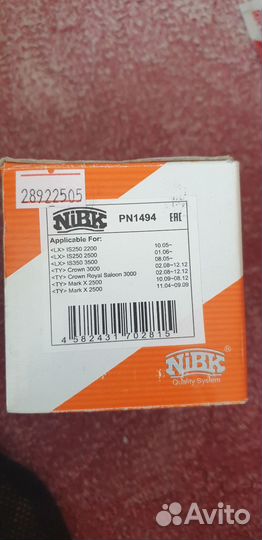 28922505
NiBK
PN1494
EAC
Applicable For:
<LX> IS250 2200 10.05~
<LX> IS250 2500 01.06~
<LX> IS350 3500 08.05~
<TY> Crown 3000 02.08~12.12
<TY> Crown Royal Saloon 3000 02.08~12.12
<TY> Mark X 2500 10.09~08.12
<TY> Mark X 2500 11.04~09.09
4 582431 702815
NiBK ®
Quality System
Avito